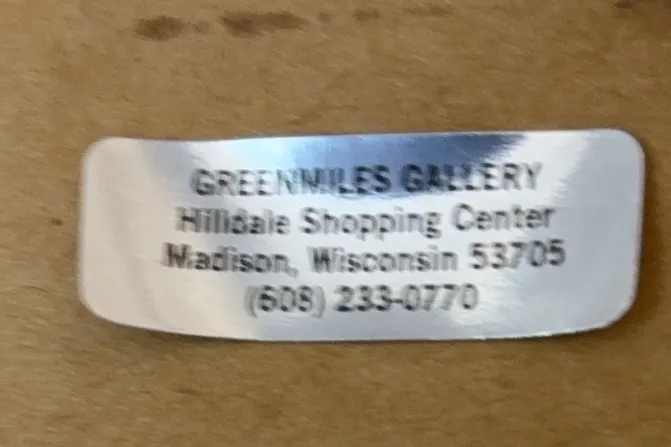 GREENMILES GALLERY
Hilldale Shopping Center
Madison, Wisconsin 53705
(608) 233-0770